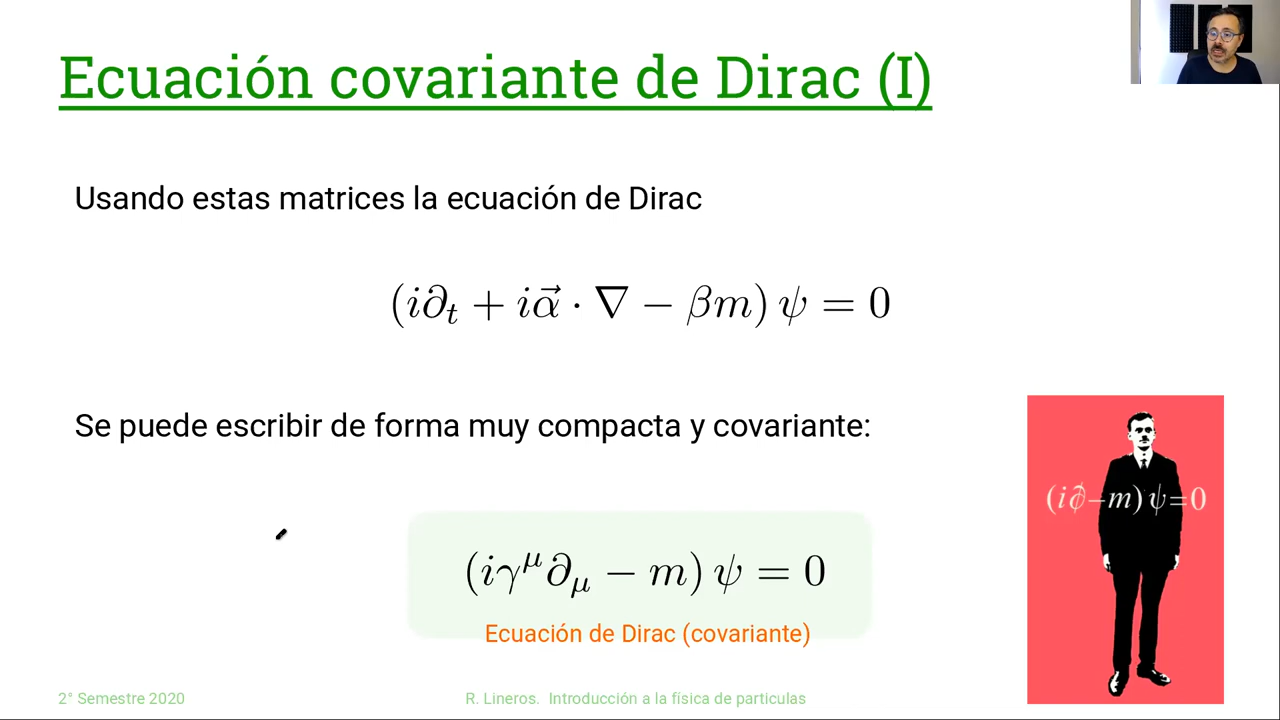 Ecuación covariante de Dirac (I)
Usando estas matrices la ecuación de Dirac
(i∂ₜ + iα⃗ · ∇ − βm) ψ = 0
Se puede escribir de forma muy compacta y covariante:
(i∂̸−m) ψ=0
(iγ^μ ∂_μ − m) ψ = 0
Ecuación de Dirac (covariante)
2° Semestre 2020
R. Lineros. Introducción a la física de particulas